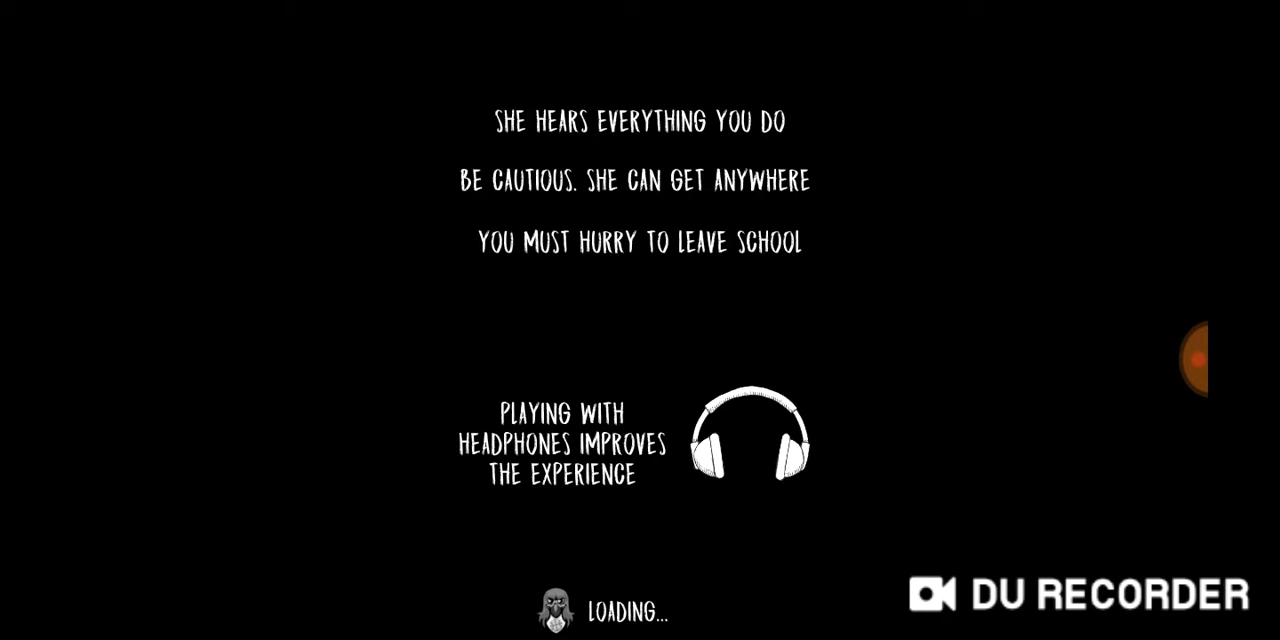 SHE HEARS EVERYTHING YOU DO
BE CAUTIOUS. SHE CAN GET ANYWHERE
YOU MUST HURRY TO LEAVE SCHOOL
PLAYING WITH
HEADPHONES IMPROVES
THE EXPERIENCE
LOADING...
DU RECORDER